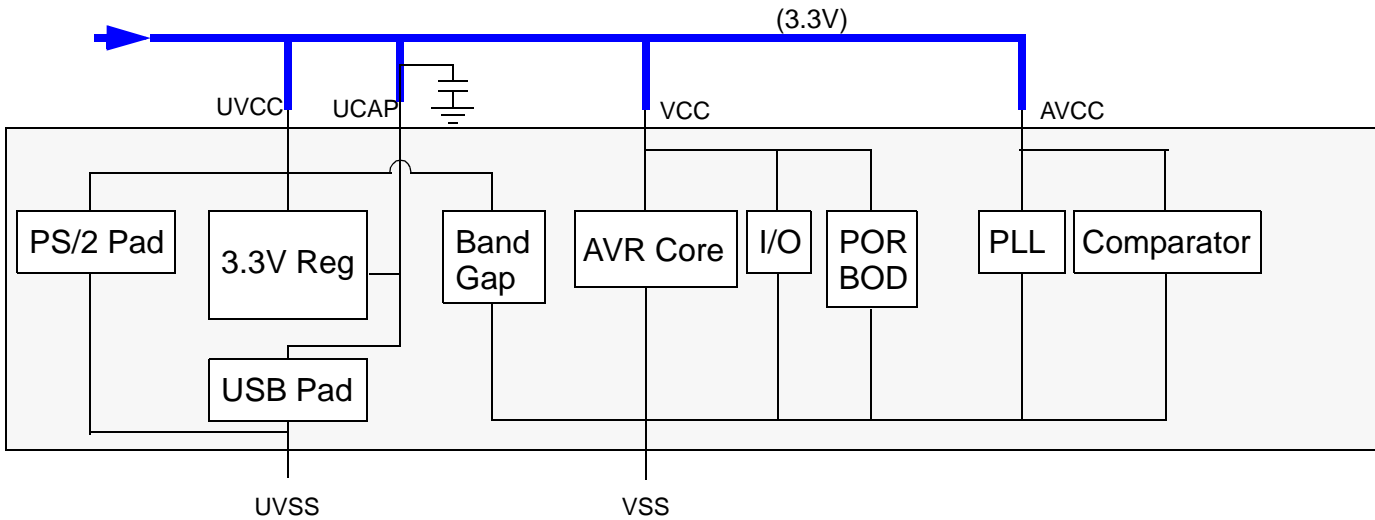 (3.3V)
UVCC
UCAP
VCC
AVCC
PS/2 Pad
3.3V Reg
Band
Gap
AVR Core
I/O
POR
BOD
PLL
Comparator
USB Pad
UVSS
VSS